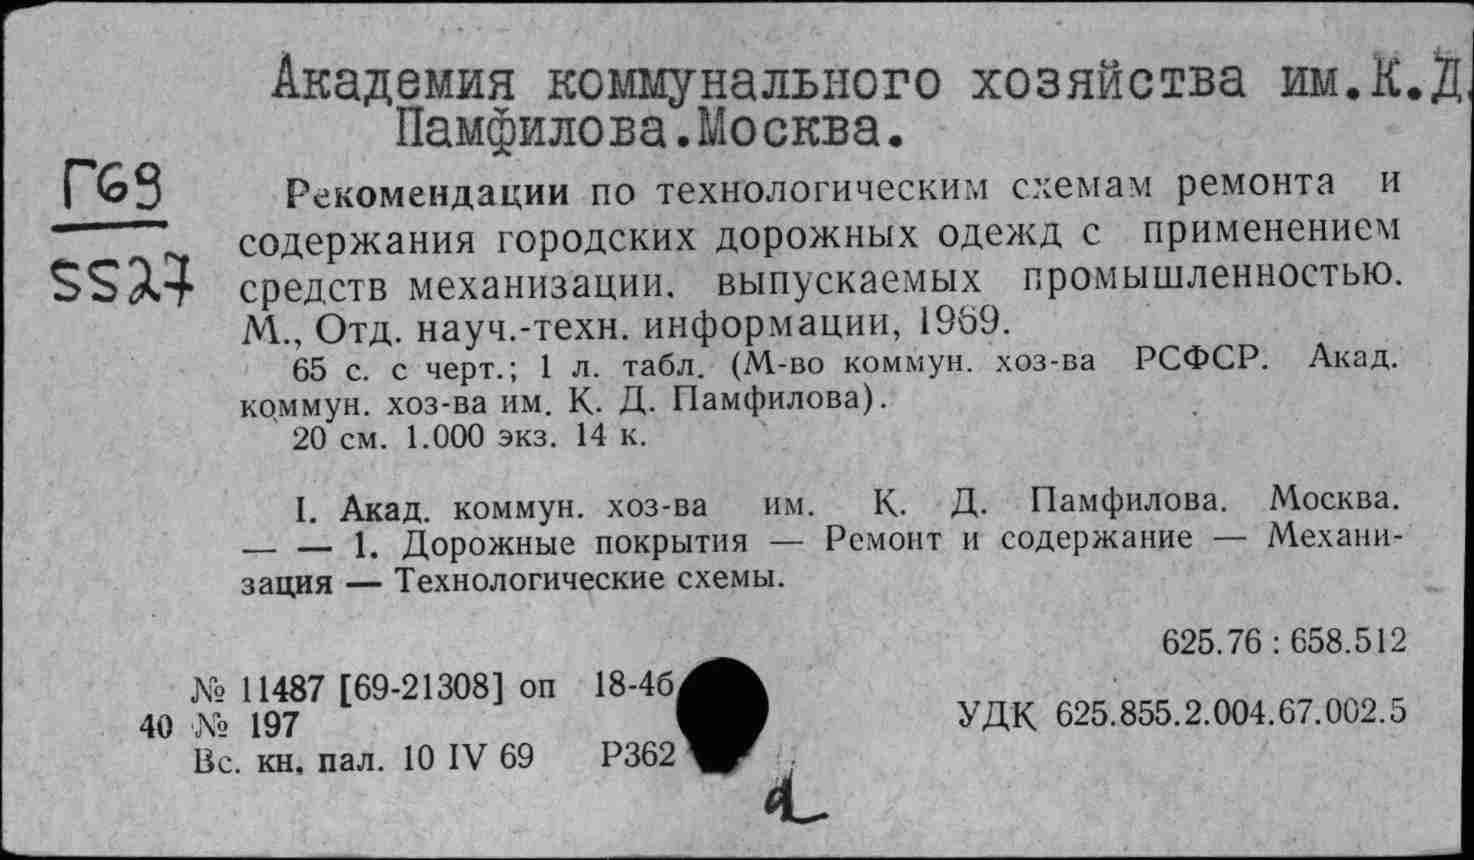 Академия коммунального хозяйства им.К.Д.
Памфилова.Москва.
Г69
5527
Рекомендации по технологическим схемам ремонта и
содержания городских дорожных одежд с применением
средств механизации, выпускаемых промышленностью.
М., Отд. науч.-техн. информации, 1969.
65 с. с черт.; 1 л. табл. (М-во коммун. хоз-ва РСФСР. Акад.
коммун. хоз-ва им. К. Д. Памфилова).
20 см. 1.000 экз. 14 к.
I. Акад. коммун. хоз-ва им. К. Д. Памфилова. Москва.
— — 1. Дорожные покрытия — Ремонт и содержание — Механи-
зация — Технологические схемы.
625.76 : 658.512
№ 11487 [69-21308] оп 18-4б
40 № 197
УДК 625.855.2.004.67.002.5
Вс. кн. пал. 10 IV 69 Р362